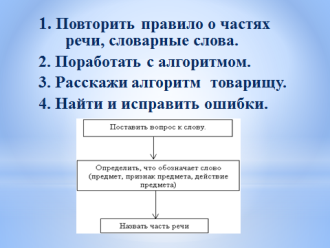 1. Повторить правило о частях
речи, словарные слова.
2. Поработать с алгоритмом.
3. Расскажи алгоритм товарищу.
4. Найти и исправить ошибки.
Поставить вопрос к слову.
Определить, что обозначает слово
(предмет, признак предмета, действие
предмета)
Назвать часть речи